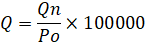 Q = Qn/Po × 100000